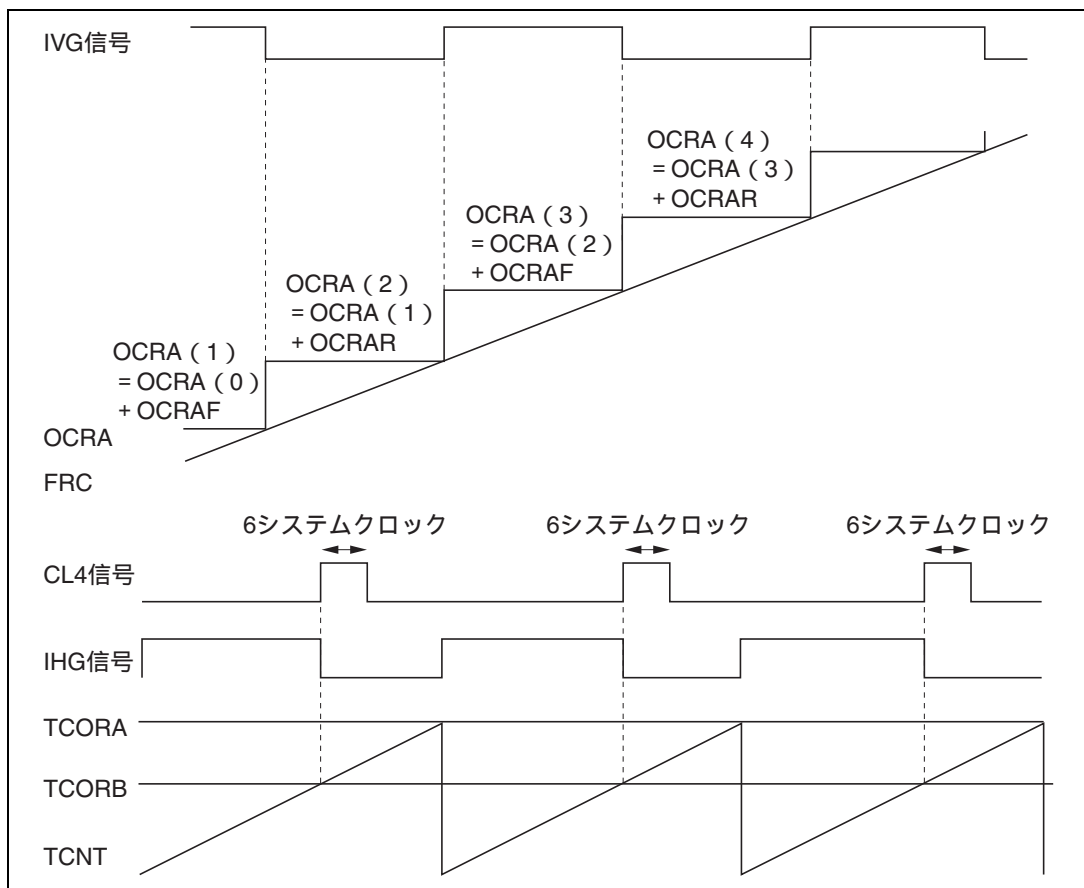 IVG信号
OCRA（4）
=OCRA（3）
+OCRAR
OCRA（3）
=OCRA（2）
+OCRAF
OCRA（2）
=OCRA（1）
+OCRAR
OCRA（1）
=OCRA（0）
+OCRAF
OCRA
FRC
6システムクロック 6システムクロック 6システムクロック
CL4信号
IHG信号
TCORA
TCORB
TCNT